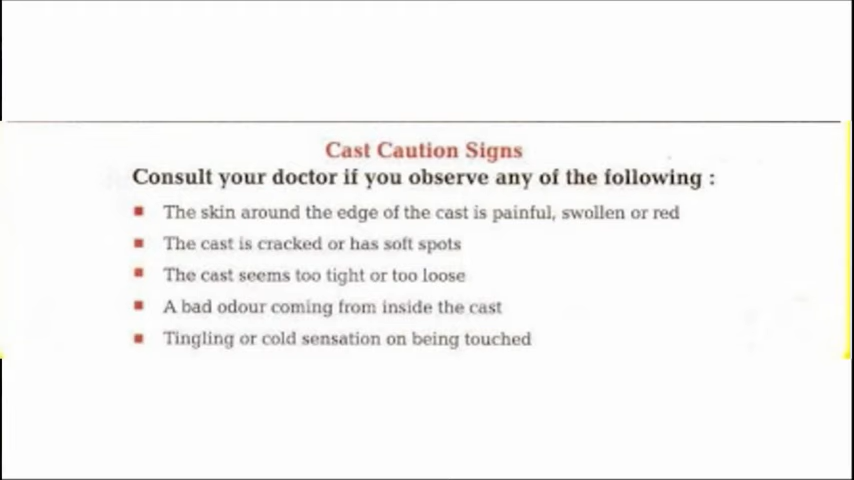 Cast Caution Signs
Consult your doctor if you observe any of the following :
The skin around the edge of the cast is painful, swollen or red
The cast is cracked or has soft spots
The cast seems too tight or too loose
A bad odour coming from inside the cast
Tingling or cold sensation on being touched